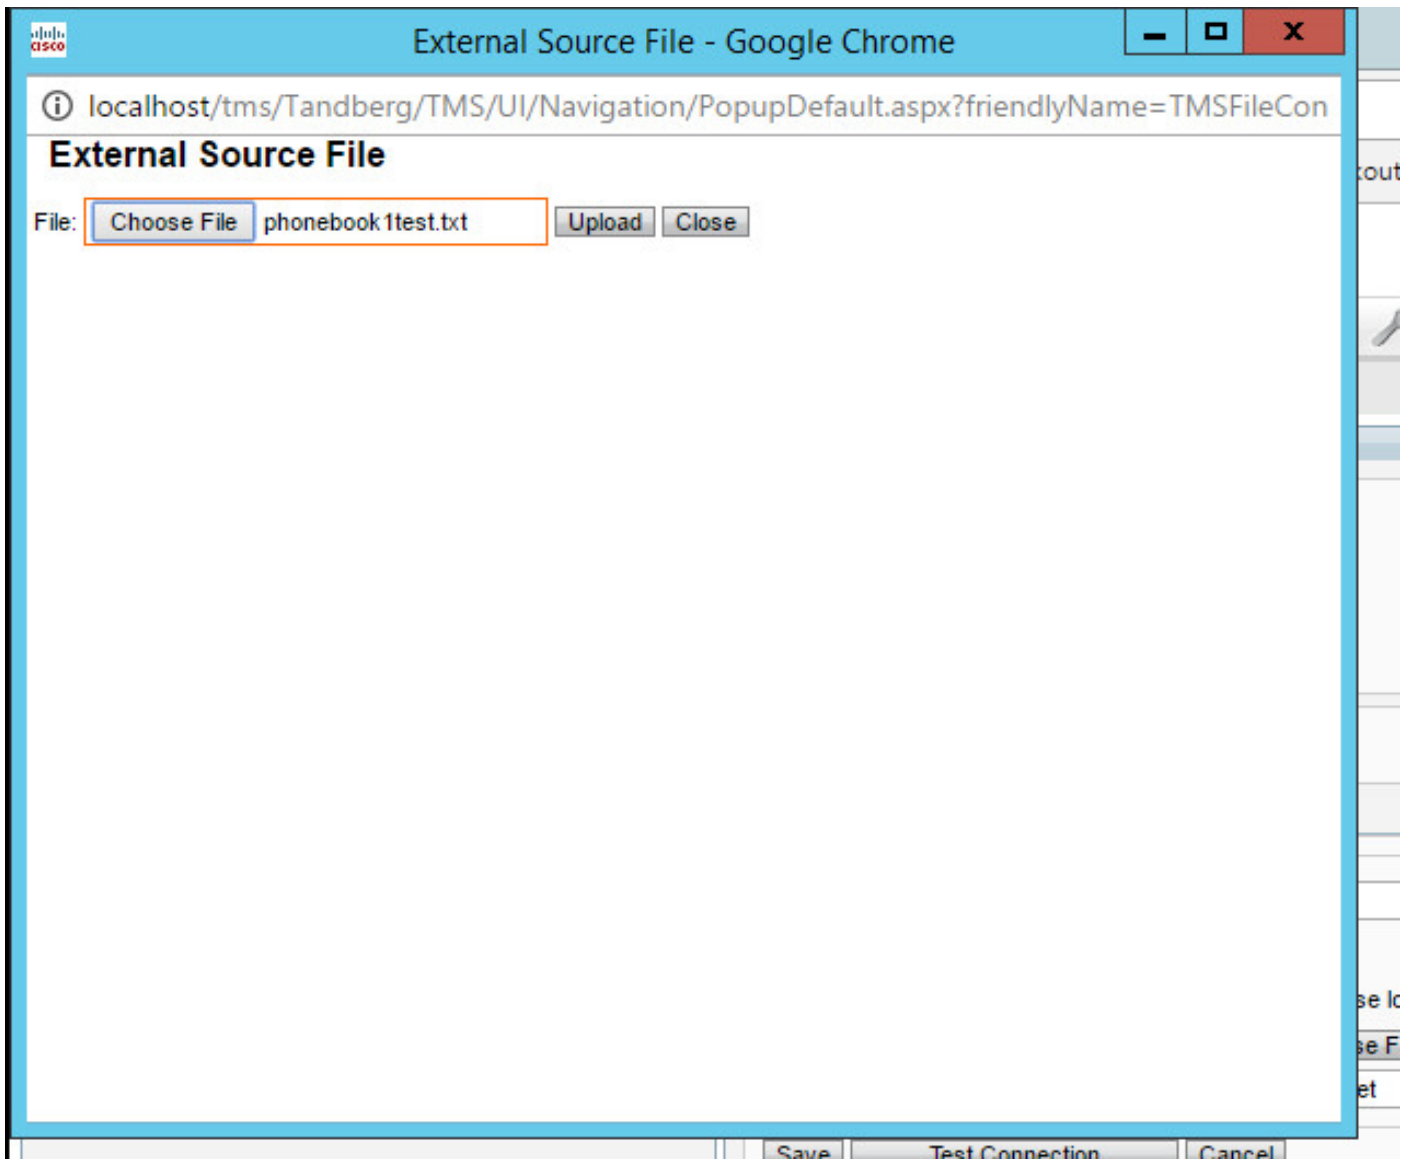 CISCO
External Source File - Google Chrome
localhost/tms/Tandberg/TMS/UI/Navigation/PopupDefault.aspx?friendlyName=TMSFileCon
External Source File
File: Choose File phonebook1test.txt Upload Close
Save Test Connection Cancel